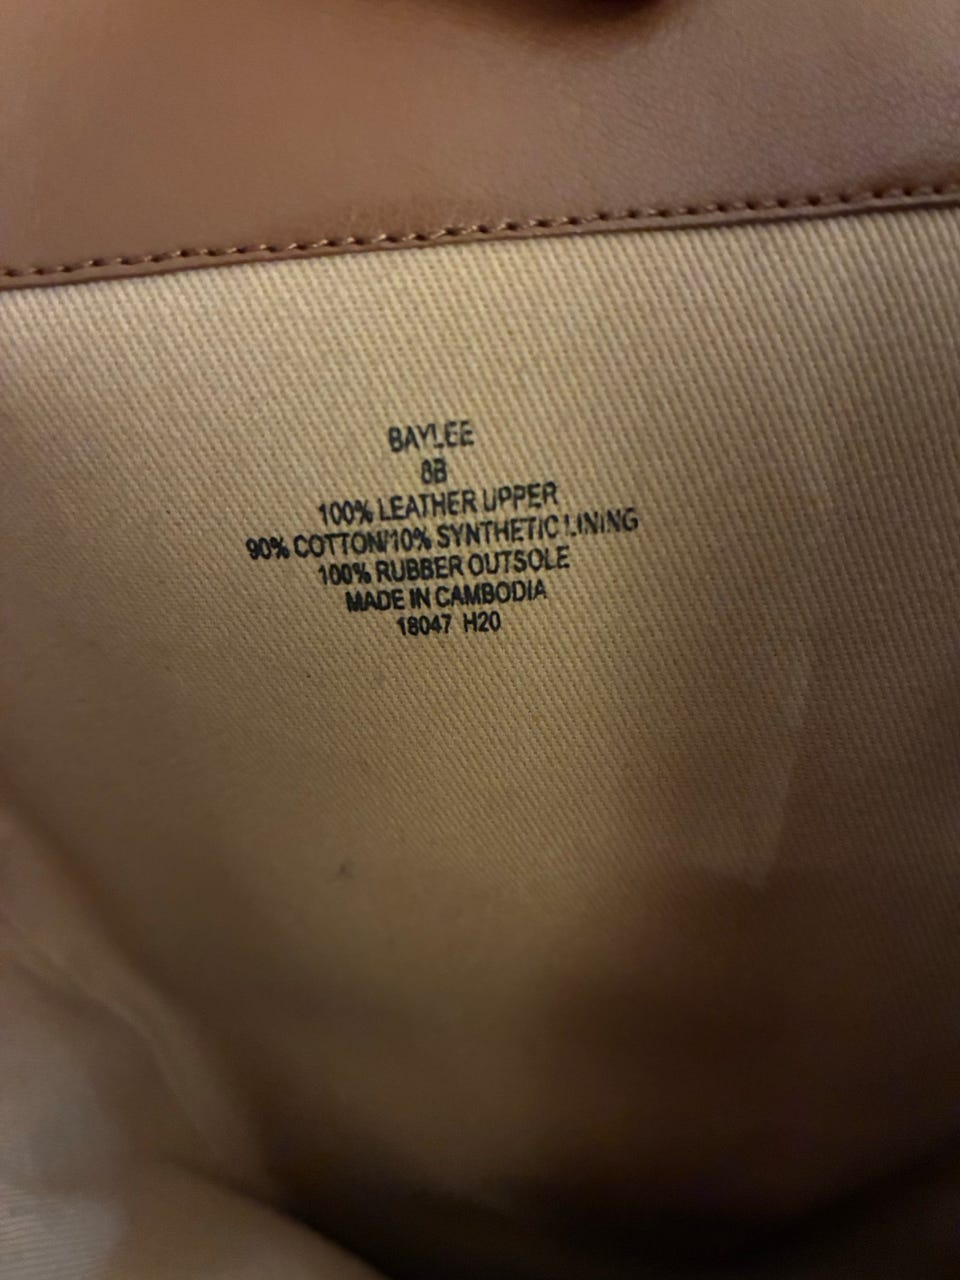 BAYLEE
8B
100% LEATHER UPPER
90% COTTON/10% SYNTHETIC LINING
100% RUBBER OUTSOLE
MADE IN CAMBODIA
18047 H20